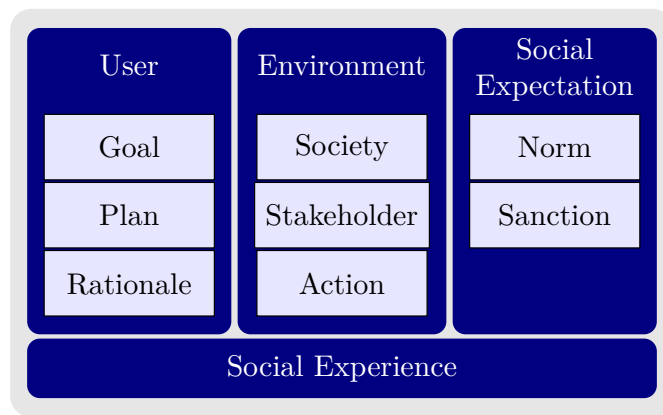 User
Goal
Plan
Rationale
Environment
Society
Stakeholder
Action
Social
Expectation
Norm
Sanction
Social Experience